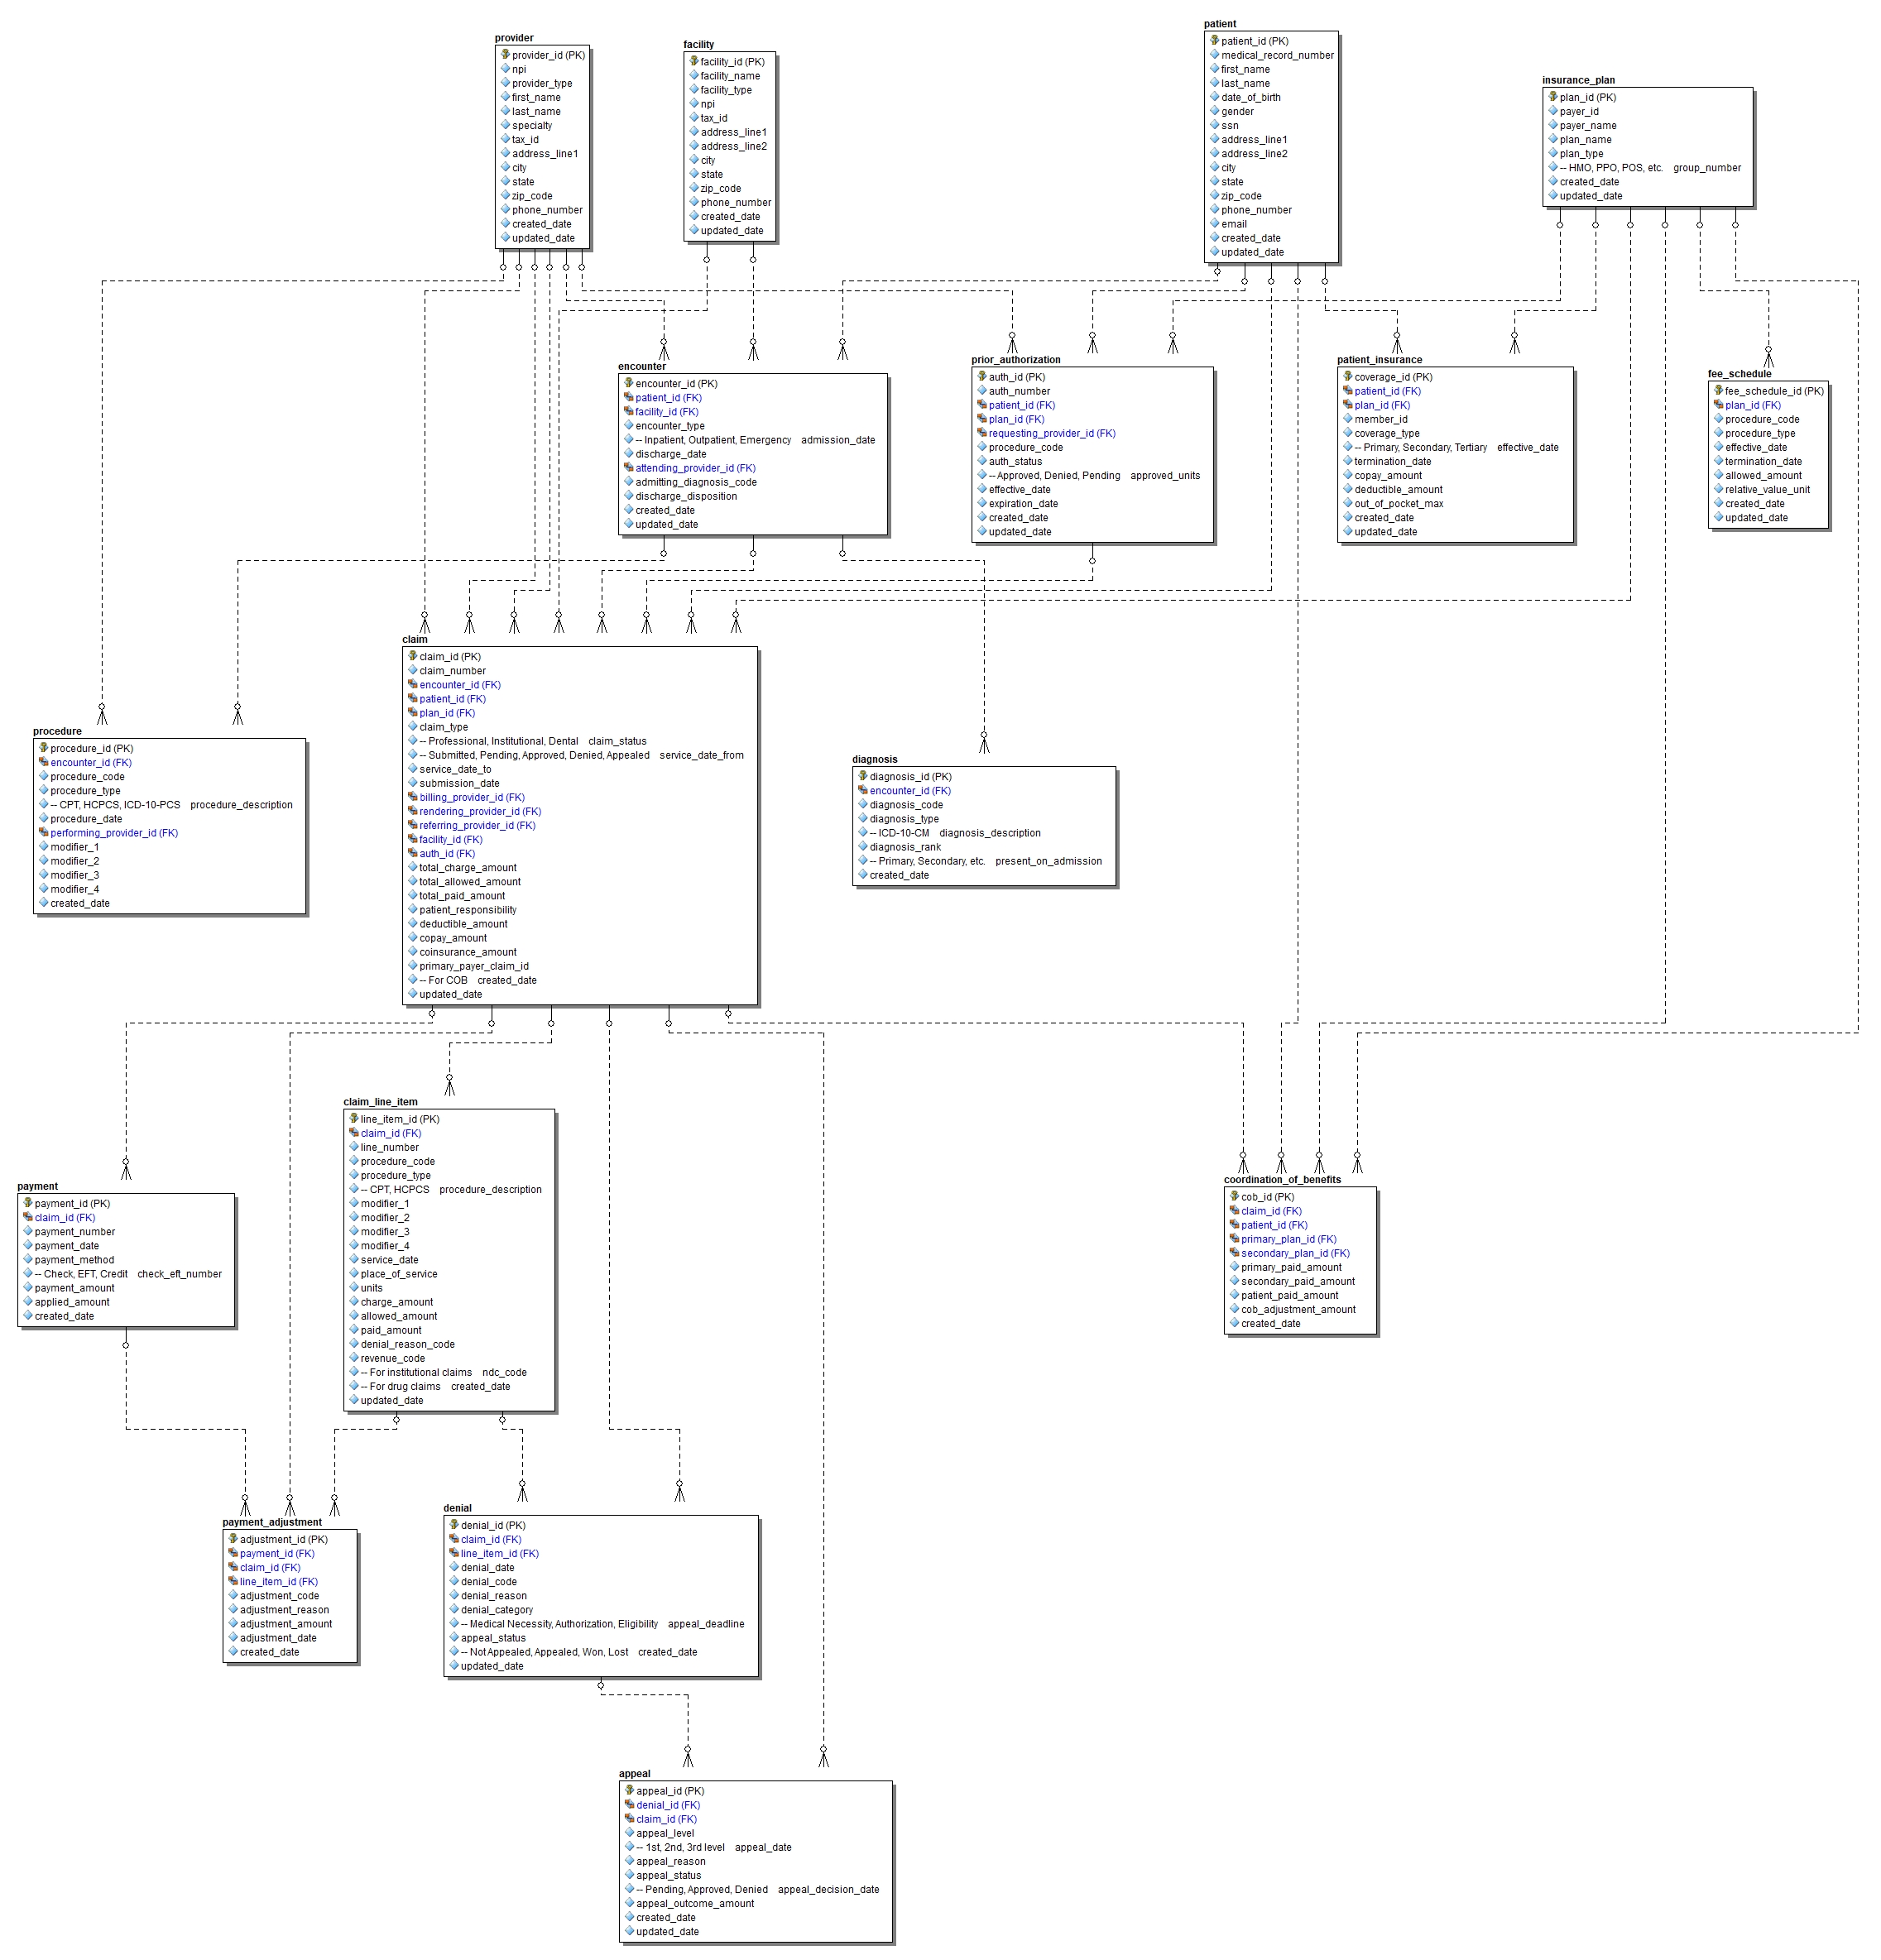 provider
provider_id (PK)
npi
provider_type
first_name
last_name
specialty
tax_id
address_line1
city
state
zip_code
phone_number
created_date
updated_date
facility
facility_id (PK)
facility_name
facility_type
npi
tax_id
address_line1
address_line2
city
state
zip_code
phone_number
created_date
updated_date
patient
patient_id (PK)
medical_record_number
first_name
last_name
date_of_birth
gender
ssn
address_line1
address_line2
city
state
zip_code
phone_number
email
created_date
updated_date
insurance_plan
plan_id (PK)
payer_id
payer_name
plan_name
plan_type
-- HMO, PPO, POS, etc. group_number
created_date
updated_date
encounter
encounter_id (PK)
patient_id (FK)
facility_id (FK)
encounter_type
-- Inpatient, Outpatient, Emergency admission_date
discharge_date
attending_provider_id (FK)
admitting_diagnosis_code
discharge_disposition
created_date
updated_date
prior_authorization
auth_id (PK)
auth_number
patient_id (FK)
plan_id (FK)
requesting_provider_id (FK)
procedure_code
auth_status
-- Approved, Denied, Pending approved_units
effective_date
expiration_date
created_date
updated_date
patient_insurance
coverage_id (PK)
patient_id (FK)
plan_id (FK)
member_id
coverage_type
-- Primary, Secondary, Tertiary effective_date
termination_date
copay_amount
deductible_amount
out_of_pocket_max
created_date
updated_date
fee_schedule
fee_schedule_id (PK)
plan_id (FK)
procedure_code
procedure_type
effective_date
termination_date
allowed_amount
relative_value_unit
created_date
updated_date
claim
claim_id (PK)
claim_number
encounter_id (FK)
patient_id (FK)
plan_id (FK)
claim_type
-- Professional, Institutional, Dental claim_status
-- Submitted, Pending, Approved, Denied, Appealed service_date_from
service_date_to
submission_date
billing_provider_id (FK)
rendering_provider_id (FK)
referring_provider_id (FK)
facility_id (FK)
auth_id (FK)
total_charge_amount
total_allowed_amount
total_paid_amount
patient_responsibility
deductible_amount
copay_amount
coinsurance_amount
primary_payer_claim_id
-- For COB created_date
updated_date
procedure
procedure_id (PK)
encounter_id (FK)
procedure_code
procedure_type
-- CPT, HCPCS, ICD-10-PCS procedure_description
procedure_date
performing_provider_id (FK)
modifier_1
modifier_2
modifier_3
modifier_4
created_date
diagnosis
diagnosis_id (PK)
encounter_id (FK)
diagnosis_code
diagnosis_type
-- ICD-10-CM diagnosis_description
diagnosis_rank
-- Primary, Secondary, etc. present_on_admission
created_date
claim_line_item
line_item_id (PK)
claim_id (FK)
line_number
procedure_code
procedure_type
-- CPT, HCPCS procedure_description
modifier_1
modifier_2
modifier_3
modifier_4
service_date
place_of_service
units
charge_amount
allowed_amount
paid_amount
denial_reason_code
revenue_code
-- For institutional claims ndc_code
-- For drug claims created_date
updated_date
payment
payment_id (PK)
claim_id (FK)
payment_number
payment_date
payment_method
-- Check, EFT, Credit check_eft_number
payment_amount
applied_amount
created_date
coordination_of_benefits
cob_id (PK)
claim_id (FK)
patient_id (FK)
primary_plan_id (FK)
secondary_plan_id (FK)
primary_paid_amount
secondary_paid_amount
patient_paid_amount
cob_adjustment_amount
created_date
payment_adjustment
adjustment_id (PK)
payment_id (FK)
claim_id (FK)
line_item_id (FK)
adjustment_code
adjustment_reason
adjustment_amount
adjustment_date
created_date
denial
denial_id (PK)
claim_id (FK)
line_item_id (FK)
denial_date
denial_code
denial_reason
denial_category
-- Medical Necessity, Authorization, Eligibility appeal_deadline
appeal_status
-- Not Appealed, Appealed, Won, Lost created_date
updated_date
appeal
appeal_id (PK)
denial_id (FK)
claim_id (FK)
appeal_level
-- 1st, 2nd, 3rd level appeal_date
appeal_reason
appeal_status
-- Pending, Approved, Denied appeal_decision_date
appeal_outcome_amount
created_date
updated_date